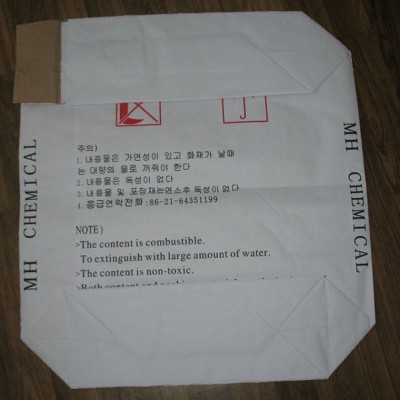 J
주의)
1. 내용물은 가연성이 있고 화재가 날때
는 대량의 물로 꺼줘야 한다
2. 내용물은 독성이 없다
3. 내용물 및 포장재는연소후 독성이 없다
4. 응급연락전화:86-21-64351199
NOTE)
>The content is combustible.
To extinguish with large amount of water.
>The content is non-toxic.
>Both content and packing
MH CHEMICAL
MH CHEMICAL